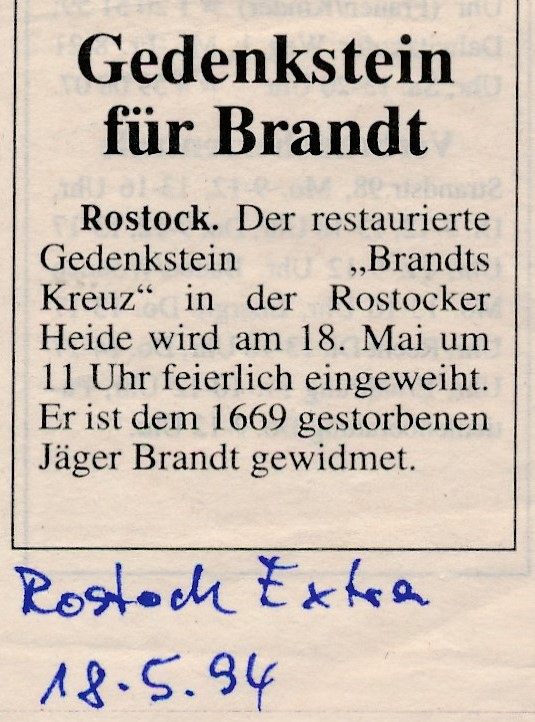 Gedenkstein
für Brandt
Rostock. Der restaurierte
Gedenkstein „Brandts
Kreuz“ in der Rostocker
Heide wird am 18. Mai um
11 Uhr feierlich eingeweiht.
Er ist dem 1669 gestorbenen
Jäger Brandt gewidmet.
Rostock Extra
18.5.94